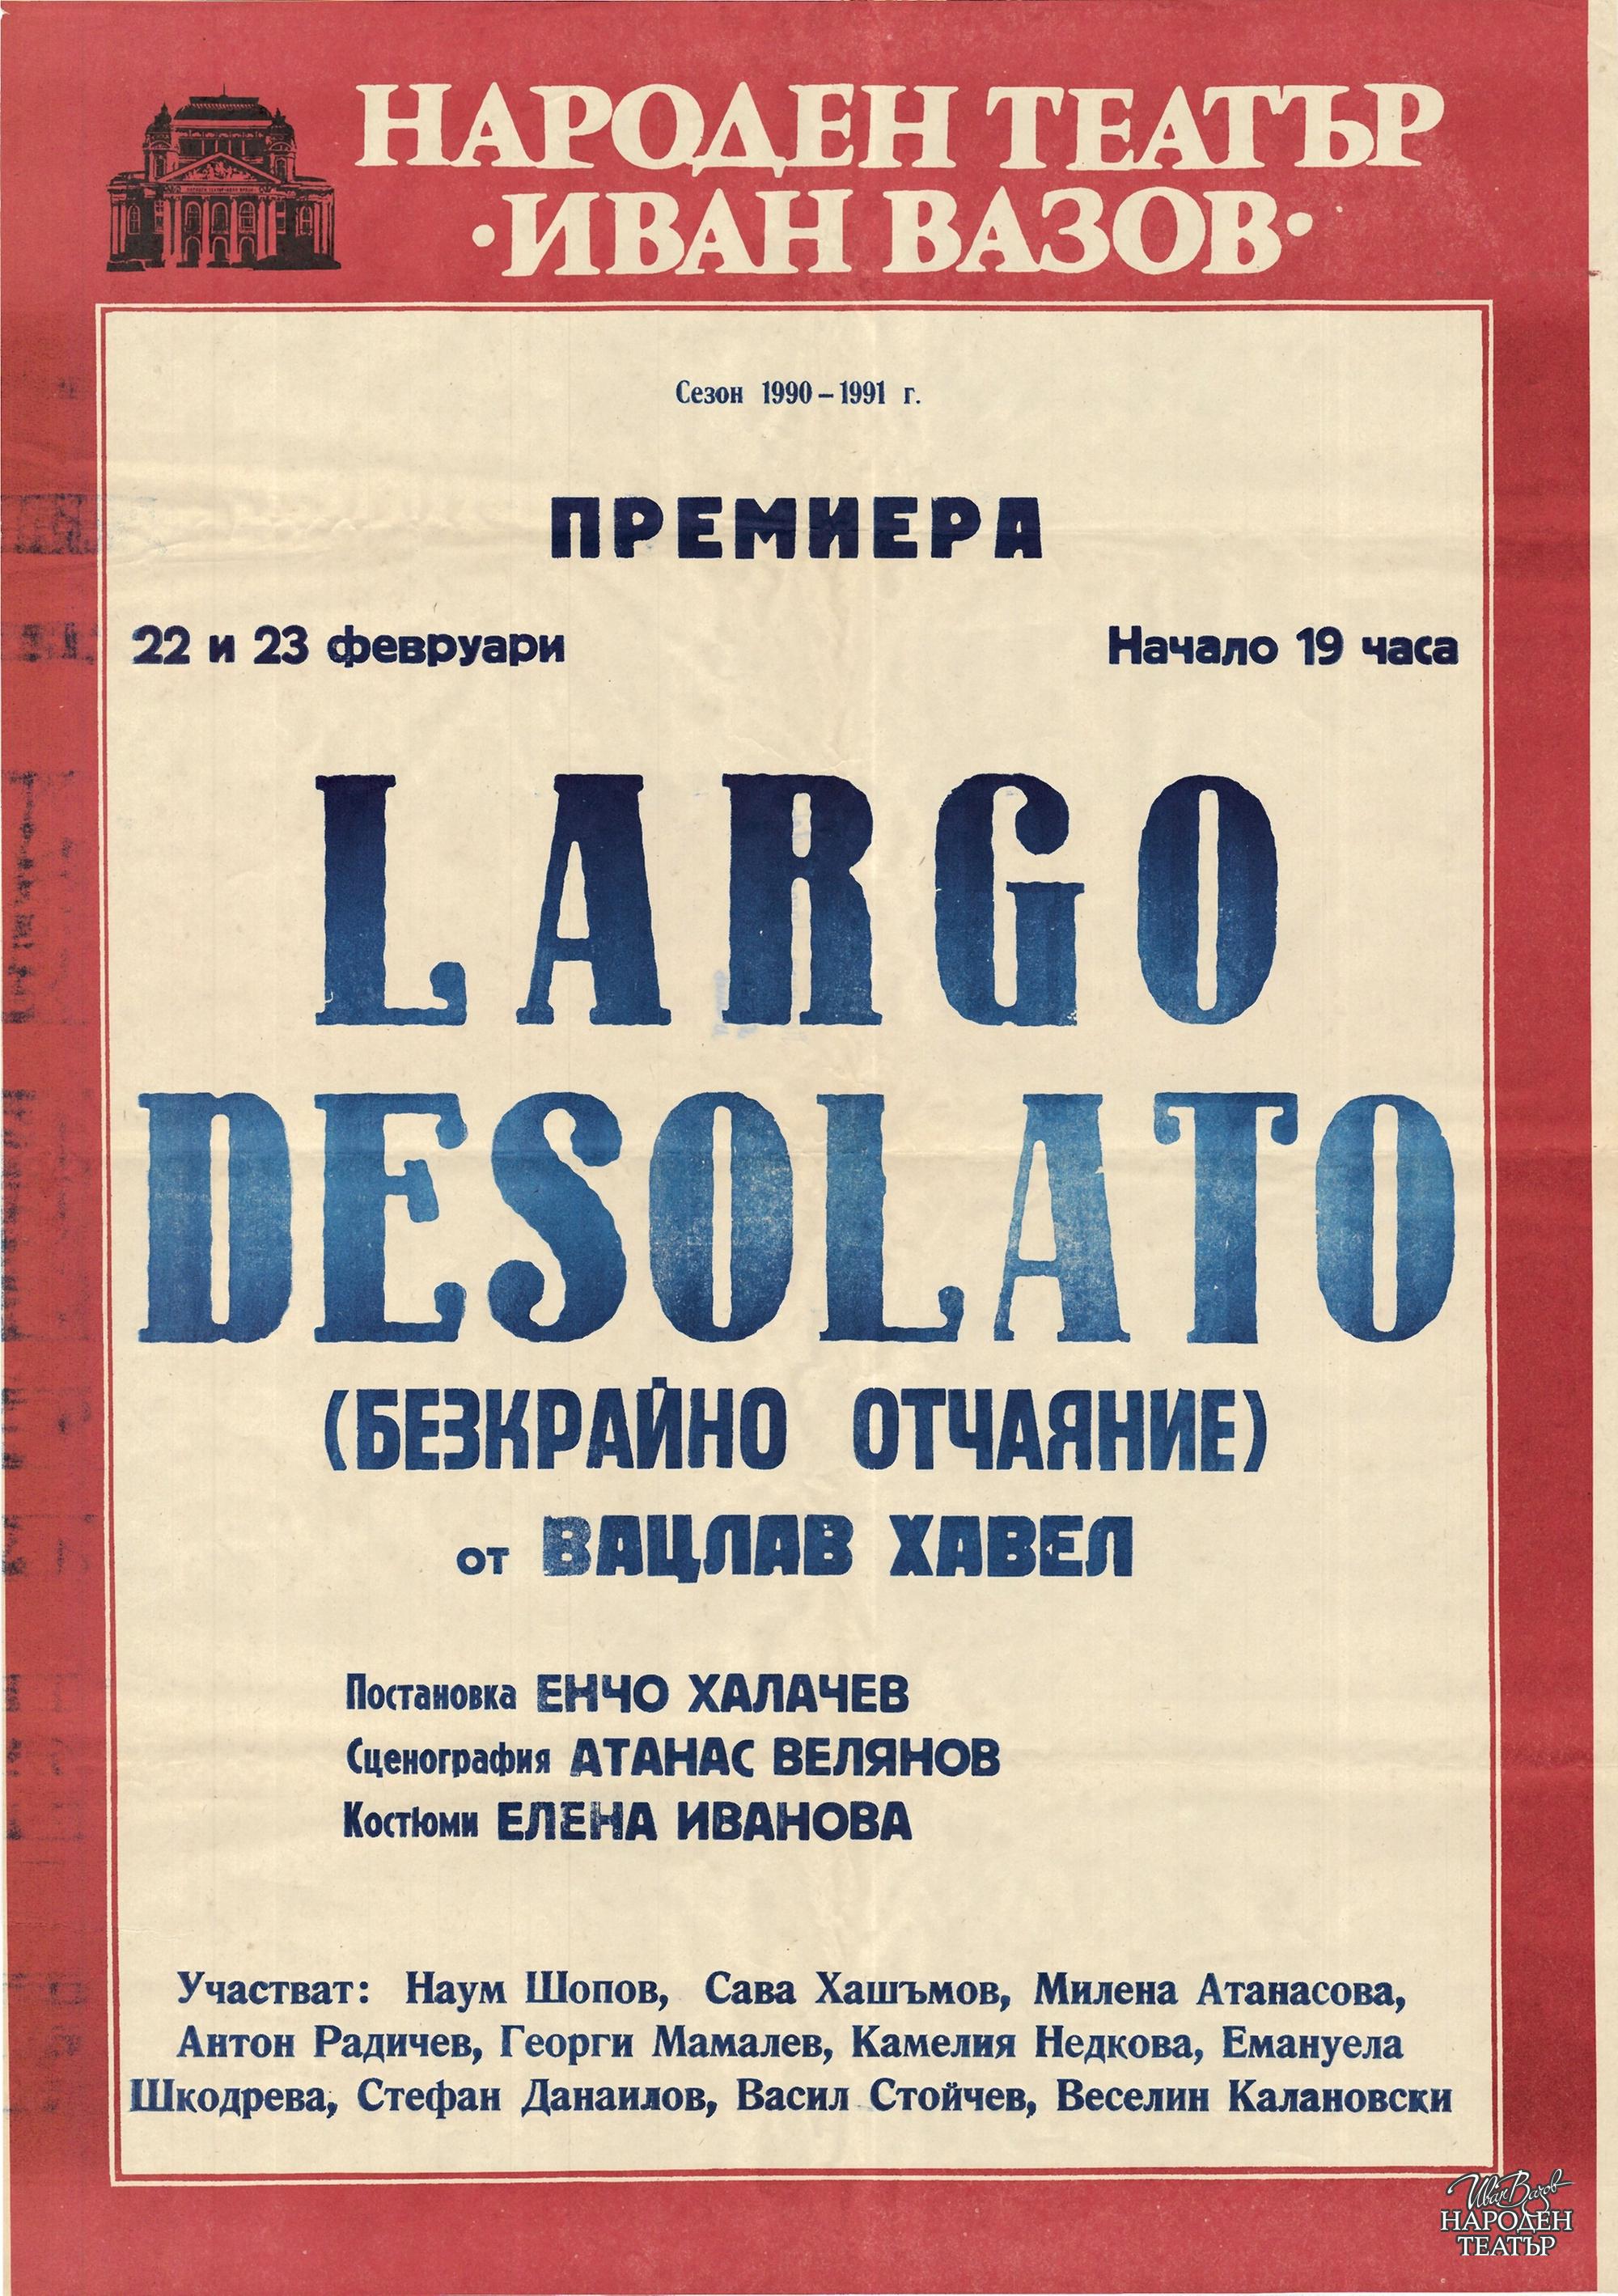 НАРОДЕН ТЕАТЪР
·ИВАН ВАЗОВ·
Сезон 1990 – 1991 г.
ПРЕМИЕРА
22 и 23 февруари Начало 19 часа
LARGO
DESOLATO
(БЕЗКРАЙНО ОТЧАЯНИЕ)
от ВАЦЛАВ ХАВЕЛ
Постановка ЕНЧО ХАЛАЧЕВ
Сценография АТАНАС ВЕЛЯНОВ
Костюми ЕЛЕНА ИВАНОВА
Участват: Наум Шопов, Сава Хашъмов, Милена Атанасова,
Антон Радичев, Георги Мамалев, Камелия Недкова, Емануела
Шкодрева, Стефан Данаилов, Васил Стойчев, Веселин Калановски
Иван Вазов
НАРОДЕН
ТЕАТЪР